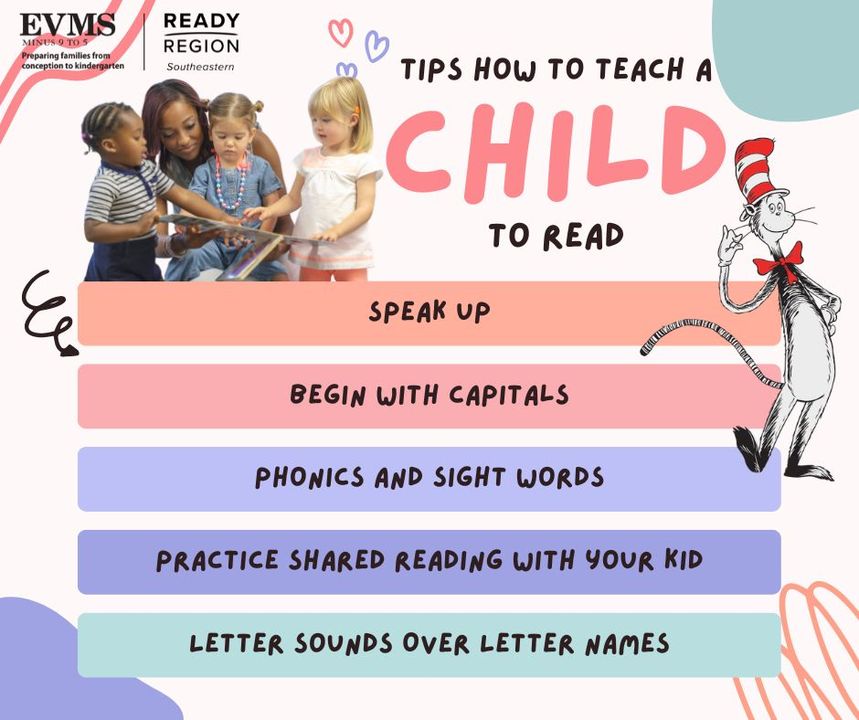 EVMS
MINUS 9 TO 5
Preparing families from
conception to kindergarten
READY
REGION
Southeastern
TIPS HOW TO TEACH A
CHILD
TO READ
SPEAK UP
BEGIN WITH CAPITALS
PHONICS AND SIGHT WORDS
PRACTICE SHARED READING WITH YOUR KID
LETTER SOUNDS OVER LETTER NAMES